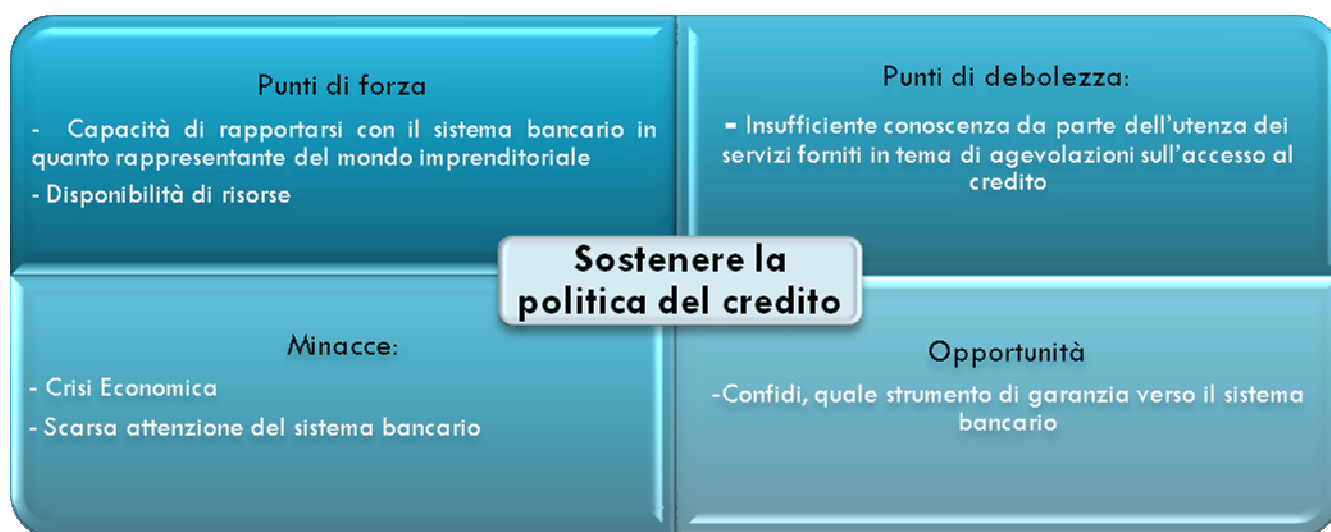 Punti di forza
- Capacità di rapportarsi con il sistema bancario in
quanto rappresentante del mondo imprenditoriale
- Disponibilità di risorse
Punti di debolezza:
- Insufficiente conoscenza da parte dell'utenza dei
servizi forniti in tema di agevolazioni sull'accesso al
credito
Sostenere la
politica del credito
Minacce:
- Crisi Economica
- Scarsa attenzione del sistema bancario
Opportunità
-Confidi, quale strumento di garanzia verso il sistema
bancario